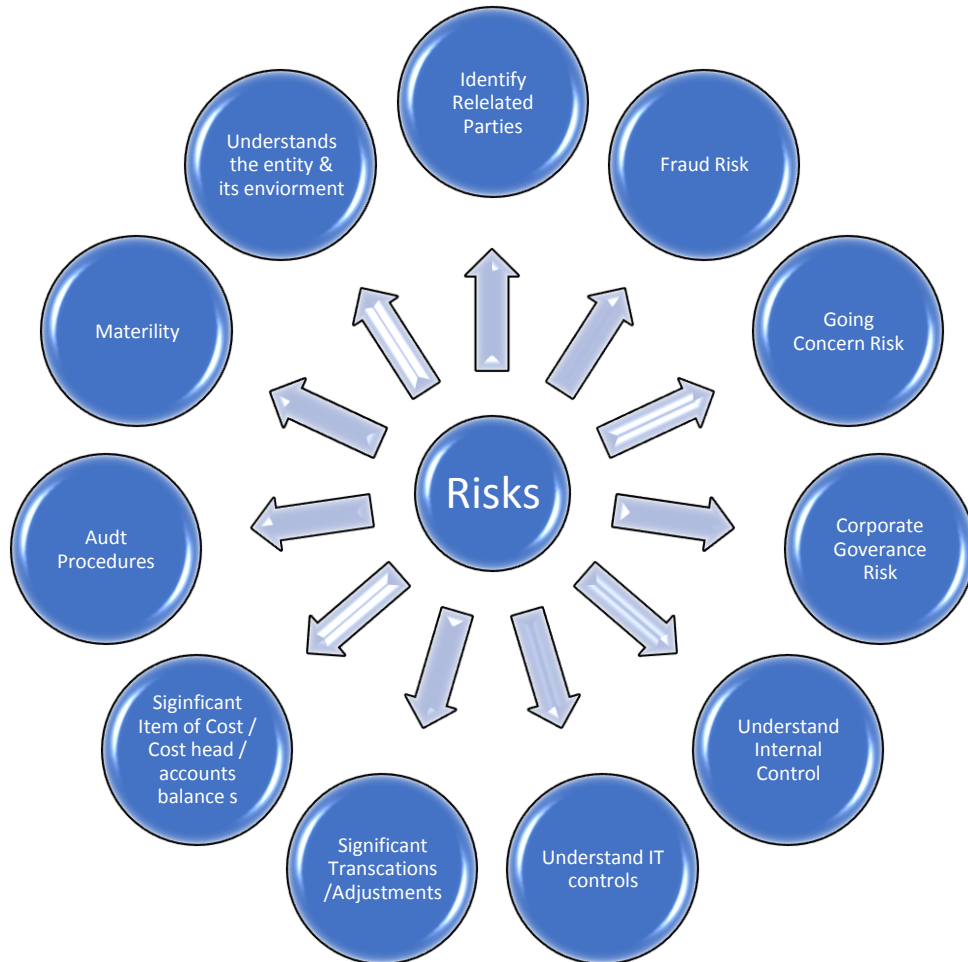 Identify
Relelated
Parties
Fraud Risk
Going
Concern Risk
Corporate
Goverance
Risk
Understand
Internal
Control
Understand IT
controls
Significant
Transcations
/Adjustments
Siginficant
Item of Cost /
Cost head /
accounts
balance s
Audt
Procedures
Materility
Understands
the entity &
its enviorment
Risks